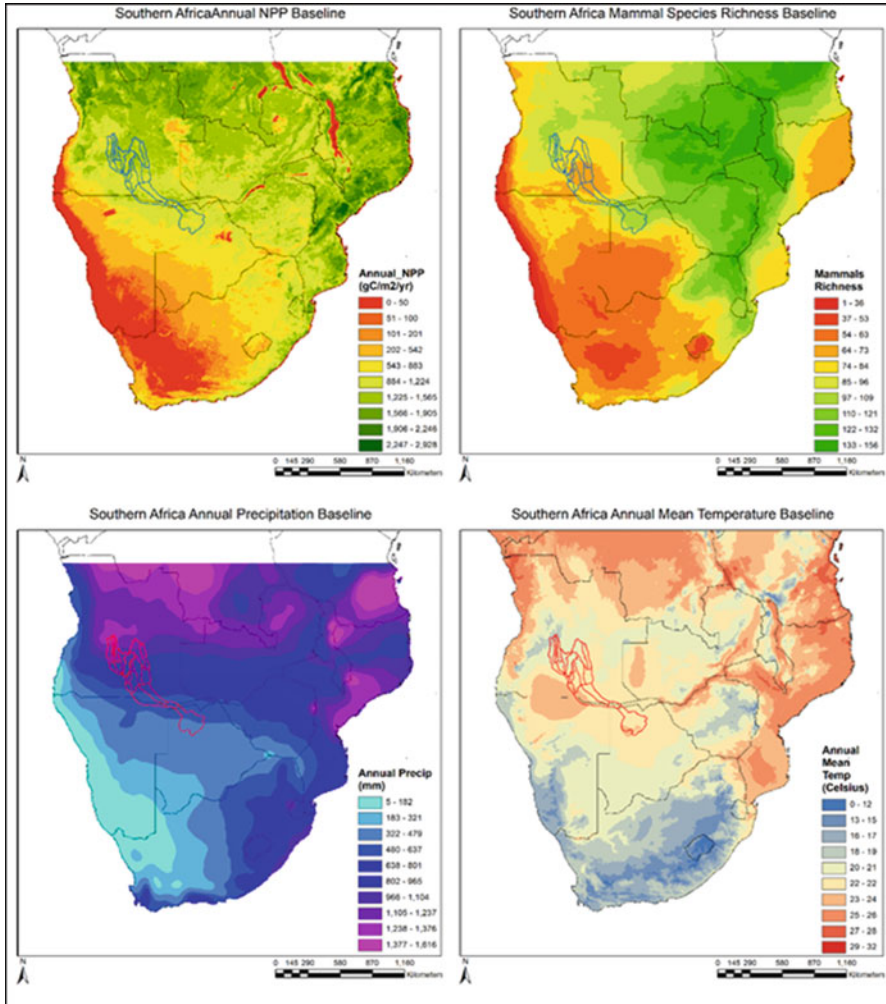 Southern AfricaAnnual NPP Baseline
Annual_NPP
(gC/m2/yr)
0 - 50
51 - 100
101 - 201
202 - 542
543 - 883
884 - 1,224
1,225 - 1,565
1,566 - 1,905
1,906 - 2,246
2,247 - 2,928
N
0 145 290 580 870 1,160
Kilometers
Southern Africa Mammal Species Richness Baseline
Mammals
Richness
1 - 36
37 - 53
54 - 63
64 - 73
74 - 84
85 - 96
97 - 109
110 - 121
122 - 132
133 - 156
N
0 145 290 580 870 1,160
Kilometers
Southern Africa Annual Precipitation Baseline
Annual Precip
(mm)
5 - 182
183 - 321
322 - 479
480 - 637
638 - 801
802 - 965
966 - 1,104
1,105 - 1,237
1,238 - 1,376
1,377 - 1,616
N
0 145 290 580 870 1,160
Kilometers
Southern Africa Annual Mean Temperature Baseline
Annual
Mean
Temp
(Celsius)
0 - 12
13 - 15
16 - 17
18 - 19
20 - 21
22 - 22
23 - 24
25 - 26
27 - 28
29 - 32
N
0 145 290 580 870 1,160
Kilometers